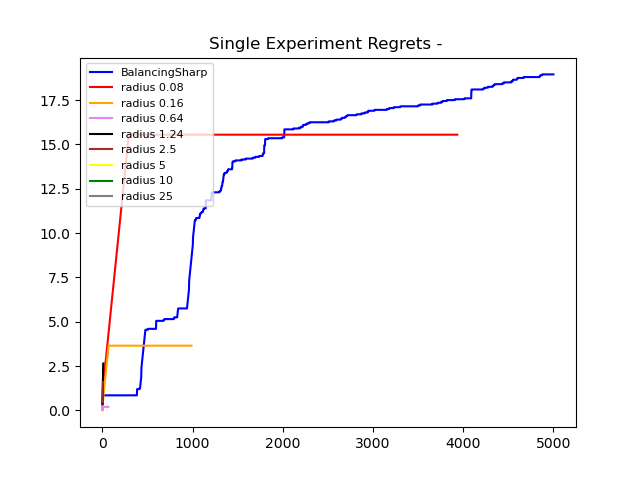 Single Experiment Regrets -
BalancingSharp
radius 0.08
radius 0.16
radius 0.64
radius 1.24
radius 2.5
radius 5
radius 10
radius 25
17.5
15.0
12.5
10.0
7.5
5.0
2.5
0.0
0 1000 2000 3000 4000 5000